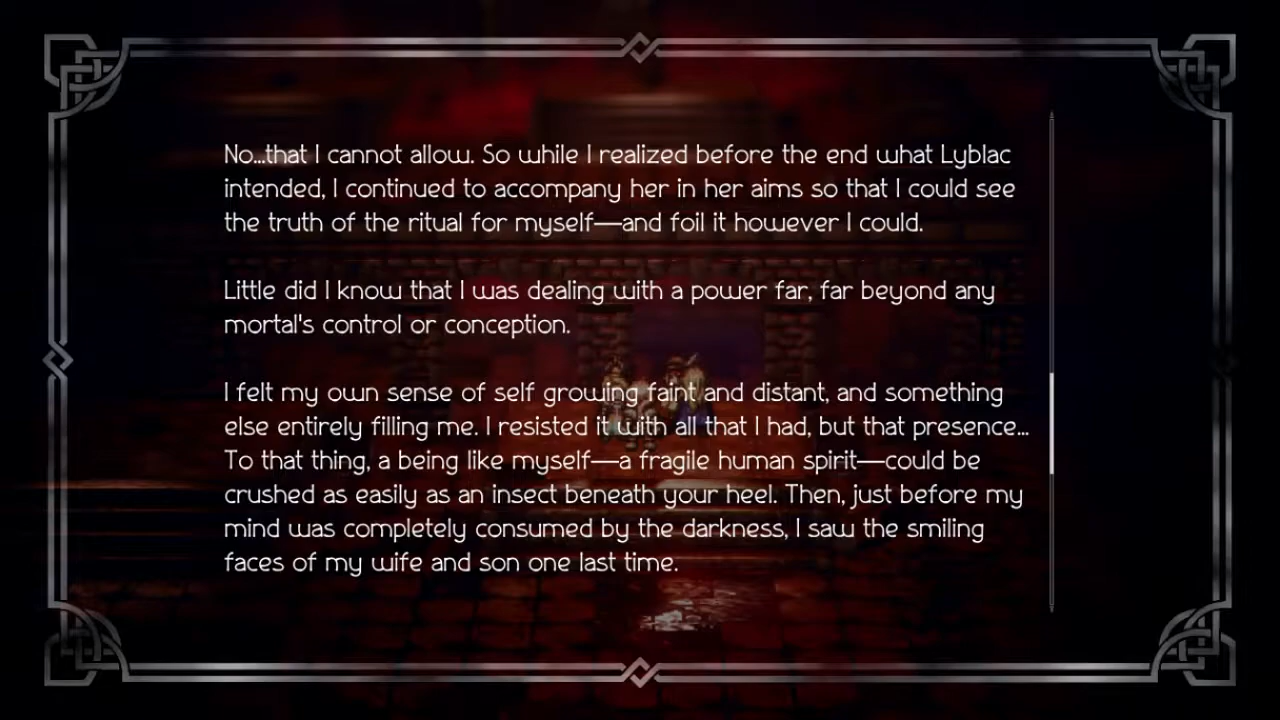 No...that I cannot allow. So while I realized before the end what Lyblac
intended, I continued to accompany her in her aims so that I could see
the truth of the ritual for myself—and foil it however I could.
Little did I know that I was dealing with a power far, far beyond any
mortal's control or conception.
I felt my own sense of self growing faint and distant, and something
else entirely filling me. I resisted it with all that I had, but that presence...
To that thing, a being like myself—a fragile human spirit—could be
crushed as easily as an insect beneath your heel. Then, just before my
mind was completely consumed by the darkness, I saw the smiling
faces of my wife and son one last time.